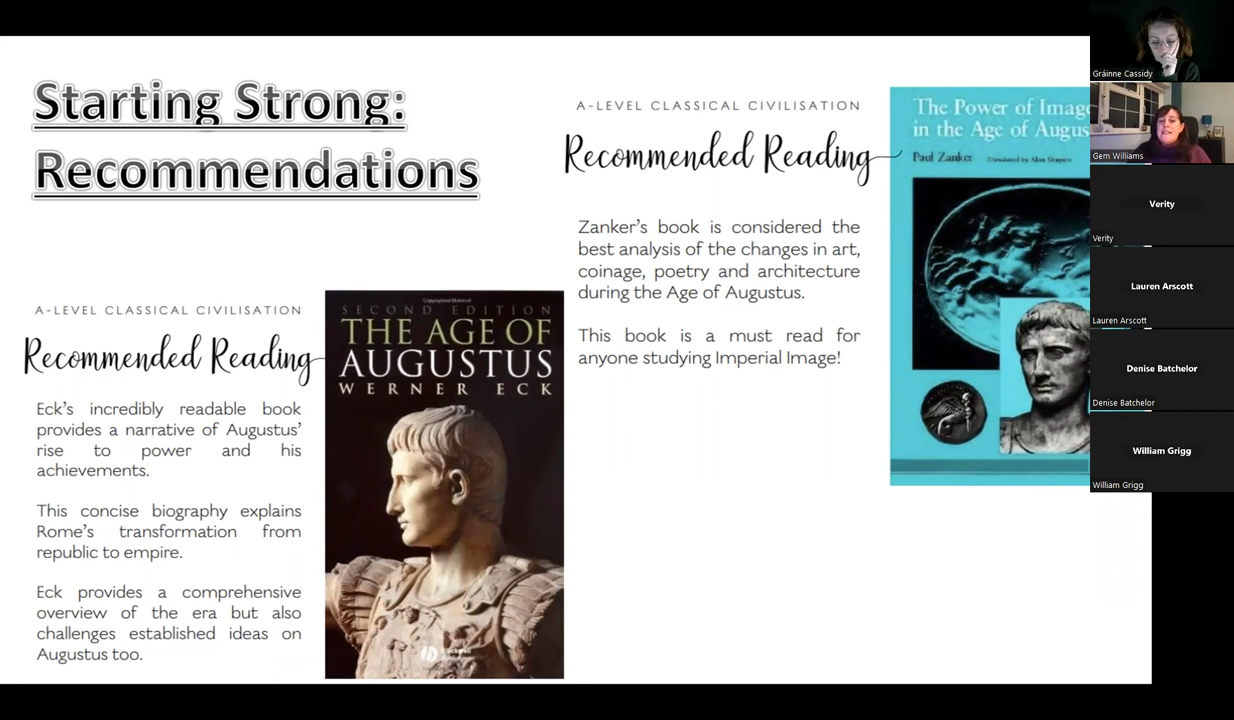 Starting Strong:
Recommendations
A-LEVEL CLASSICAL CIVILISATION
Recommended Reading
Eck's incredibly readable book
provides a narrative of Augustus'
rise to power and his
achievements.
This concise biography explains
Rome's transformation from
republic to empire.
Eck provides a comprehensive
overview of the era but also
challenges established ideas on
Augustus too.
Copyrighted Material
SECOND EDITION
THE AGE OF
AUGUSTUS
WERNER ECK
A-LEVEL CLASSICAL CIVILISATION
Recommended Reading
Zanker's book is considered the
best analysis of the changes in art,
coinage, poetry and architecture
during the Age of Augustus.
This book is a must read for
anyone studying Imperial Image!
The Power of Imag
in the Age of Augus
Paul Zanker Translated by Alan Shapiro
Gráinne Cassidy
Gem Williams
Verity
Verity
Lauren Arscott
Lauren Arscott
Denise Batchelor
Denise Batchelor
William Grigg
William Grigg